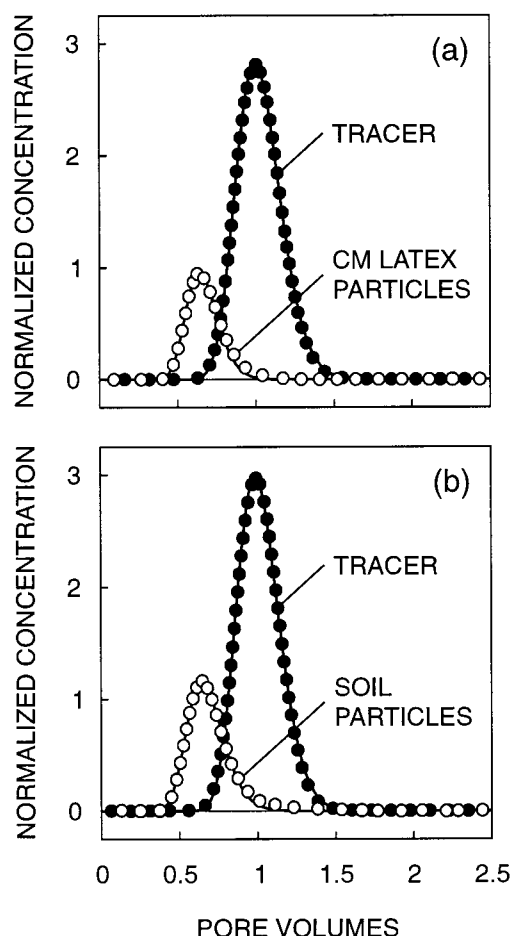 (a)
NORMALIZED CONCENTRATION
3
2
1
0
TRACER
CM LATEX
PARTICLES
(b)
NORMALIZED CONCENTRATION
3
2
1
0
TRACER
SOIL
PARTICLES
0 0.5 1 1.5 2 2.5
PORE VOLUMES